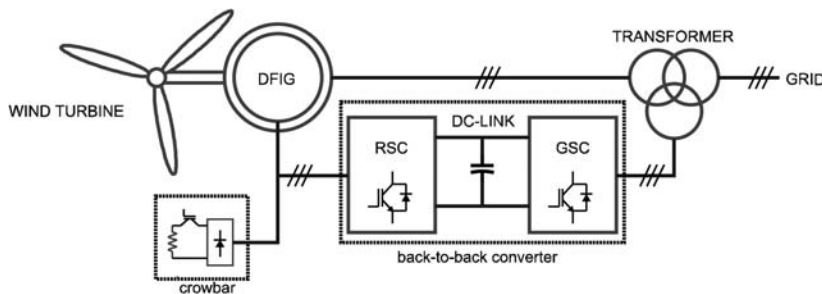 TRANSFORMER
DFIG
GRID
WIND TURBINE
DC-LINK
RSC
GSC
back-to-back converter
crowbar